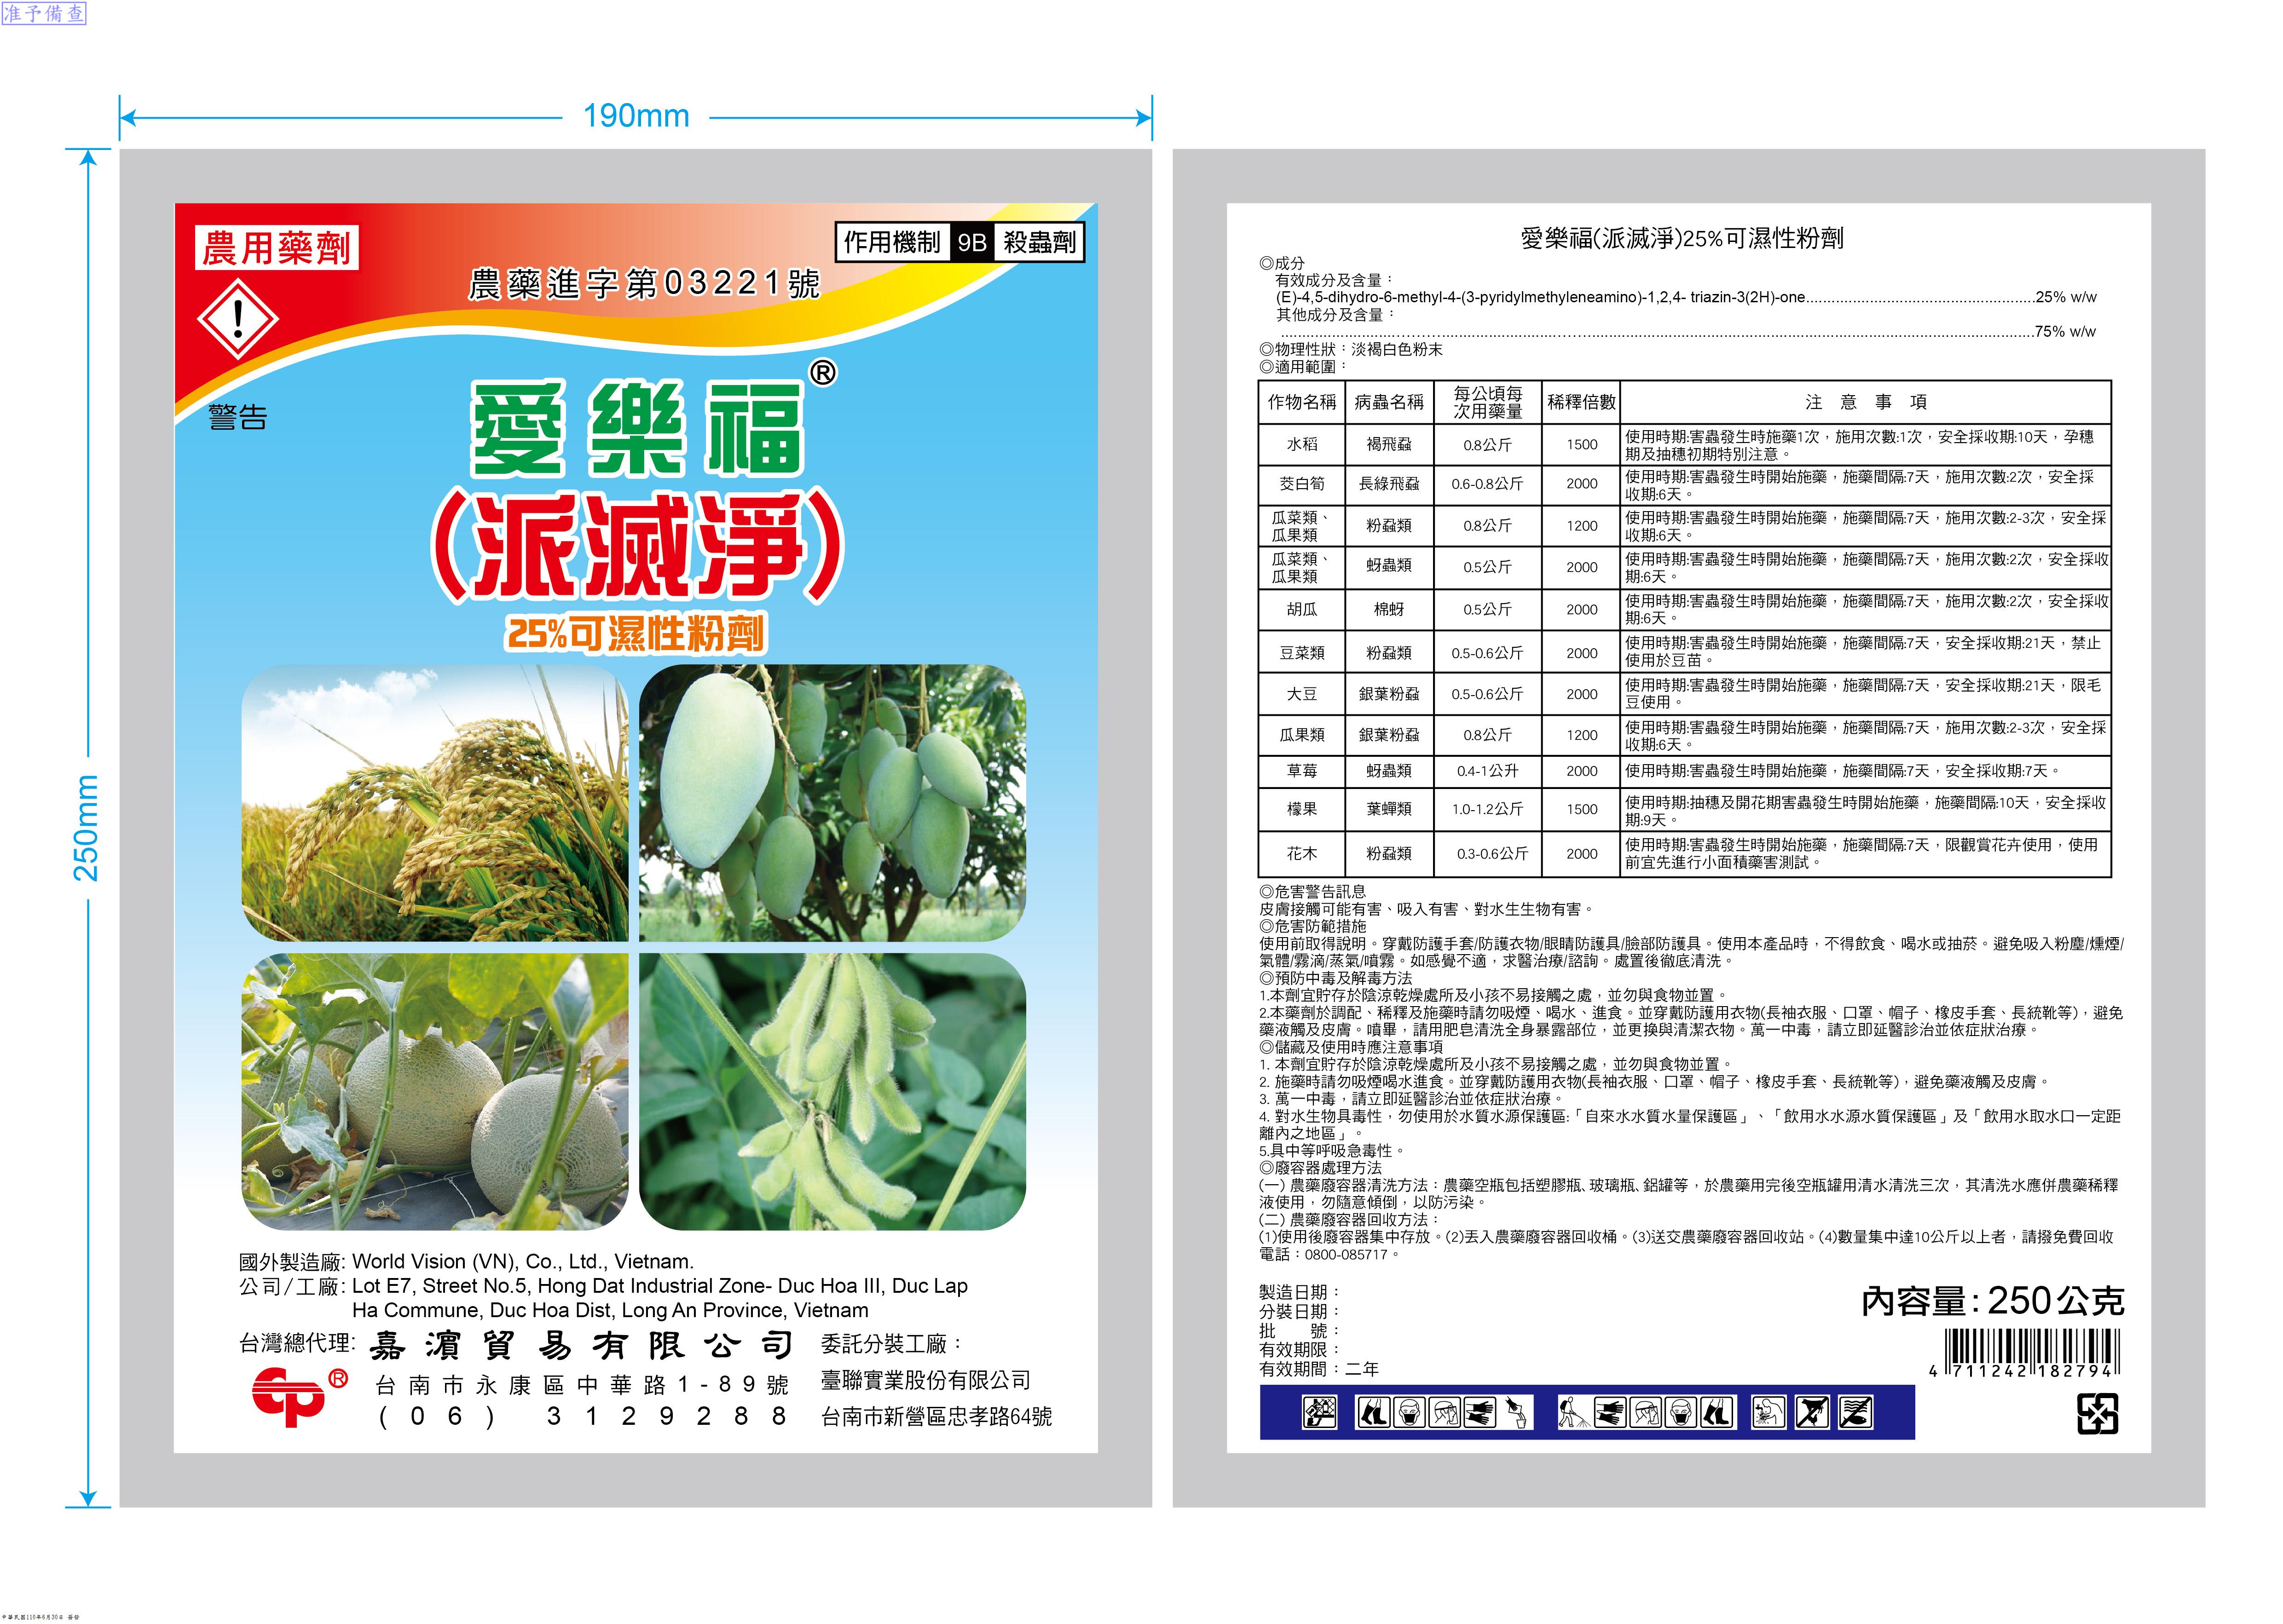 准予備查
190mm
250mm
農用藥劑
作用機制 9B 殺蟲劑
農藥進字第03221號
警告
愛樂福®
(派滅淨)
25%可濕性粉劑
國外製造廠: World Vision (VN), Co., Ltd., Vietnam.
公司/工廠: Lot E7, Street No.5, Hong Dat Industrial Zone- Duc Hoa III, Duc Lap
Ha Commune, Duc Hoa Dist, Long An Province, Vietnam
台灣總代理: 嘉濱貿易有限公司
台南市永康區中華路1-89號
(06) 3129288
委託分裝工廠：
臺聯實業股份有限公司
台南市新營區忠孝路64號
CP®
愛樂福(派滅淨)25%可濕性粉劑
◎成分
有效成分及含量：
(E)-4,5-dihydro-6-methyl-4-(3-pyridylmethyleneamino)-1,2,4- triazin-3(2H)-one......................................................25% w/w
其他成分及含量：
..................................................................................................................................................................................75% w/w
◎物理性狀：淡褐白色粉末
◎適用範圍：
作物名稱 病蟲名稱 每公頃每次用藥量 稀釋倍數 注 意 事 項
水稻 褐飛蝨 0.8公斤 1500 使用時期:害蟲發生時施藥1次，施用次數:1次，安全採收期:10天，孕穗
期及抽穗初期特別注意。
茭白筍 長綠飛蝨 0.6-0.8公斤 2000 使用時期:害蟲發生時開始施藥，施藥間隔:7天，施用次數:2次，安全採
收期:6天。
瓜菜類、瓜果類 粉蝨類 0.8公斤 1200 使用時期:害蟲發生時開始施藥，施藥間隔:7天，施用次數:2-3次，安全採
收期:6天。
瓜菜類、瓜果類 蚜蟲類 0.5公斤 2000 使用時期:害蟲發生時開始施藥，施藥間隔:7天，施用次數:2次，安全採收
期:6天。
胡瓜 棉蚜 0.5公斤 2000 使用時期:害蟲發生時開始施藥，施藥間隔:7天，施用次數:2次，安全採收
期:6天。
豆菜類 粉蝨類 0.5-0.6公斤 2000 使用時期:害蟲發生時開始施藥，施藥間隔:7天，安全採收期:21天，禁止
使用於豆苗。
大豆 銀葉粉蝨 0.5-0.6公斤 2000 使用時期:害蟲發生時開始施藥，施藥間隔:7天，安全採收期:21天，限毛
豆使用。
瓜果類 銀葉粉蝨 0.8公斤 1200 使用時期:害蟲發生時開始施藥，施藥間隔:7天，施用次數:2-3次，安全採
收期:6天。
草莓 蚜蟲類 0.4-1公升 2000 使用時期:害蟲發生時開始施藥，施藥間隔:7天，安全採收期:7天。
檬果 葉蟬類 1.0-1.2公斤 1500 使用時期:抽穗及開花期害蟲發生時開始施藥，施藥間隔:10天，安全採收
期:9天。
花木 粉蝨類 0.3-0.6公斤 2000 使用時期:害蟲發生時開始施藥，施藥間隔:7天，限觀賞花卉使用，使用
前宜先進行小面積藥害測試。
◎危害警告訊息
皮膚接觸可能有害、吸入有害、對水生生物有害。
◎危害防範措施
使用前取得說明。穿戴防護手套/防護衣物/眼睛防護具/臉部防護具。使用本產品時，不得飲食、喝水或抽菸。避免吸入粉塵/燻煙/
氣體/霧滴/蒸氣/噴霧。如感覺不適，求醫治療/諮詢。處置後徹底清洗。
◎預防中毒及解毒方法
1.本劑宜貯存於陰涼乾燥處所及小孩不易接觸之處，並勿與食物並置。
2.本藥劑於調配、稀釋及施藥時請勿吸煙、喝水、進食。並穿戴防護用衣物(長袖衣服、口罩、帽子、橡皮手套、長統靴等)，避免
藥液觸及皮膚。噴畢，請用肥皂清洗全身暴露部位，並更換與清潔衣物。萬一中毒，請立即延醫診治並依症狀治療。
◎儲藏及使用時應注意事項
1. 本劑宜貯存於陰涼乾燥處所及小孩不易接觸之處，並勿與食物並置。
2. 施藥時請勿吸煙喝水進食。並穿戴防護用衣物(長袖衣服、口罩、帽子、橡皮手套、長統靴等)，避免藥液觸及皮膚。
3. 萬一中毒，請立即延醫診治並依症狀治療。
4. 對水生物具毒性，勿使用於水質水源保護區:「自來水水質水量保護區」、「飲用水水源水質保護區」及「飲用水取水口一定距
離內之地區」。
5.具中等呼吸急毒性。
◎廢容器處理方法
(一) 農藥廢容器清洗方法：農藥空瓶包括塑膠瓶、玻璃瓶、鋁罐等，於農藥用完後空瓶罐用清水清洗三次，其清洗水應併農藥稀釋
液使用，勿隨意傾倒，以防污染。
(二) 農藥廢容器回收方法：
(1)使用後廢容器集中存放。(2)丟入農藥廢容器回收桶。(3)送交農藥廢容器回收站。(4)數量集中達10公斤以上者，請撥免費回收
電話：0800-085717。
製造日期：
分裝日期：
批　　號：
有效期限：
有效期間：二年
內容量: 250公克
4 711242 182794
中華民國110年6月30日 簽發